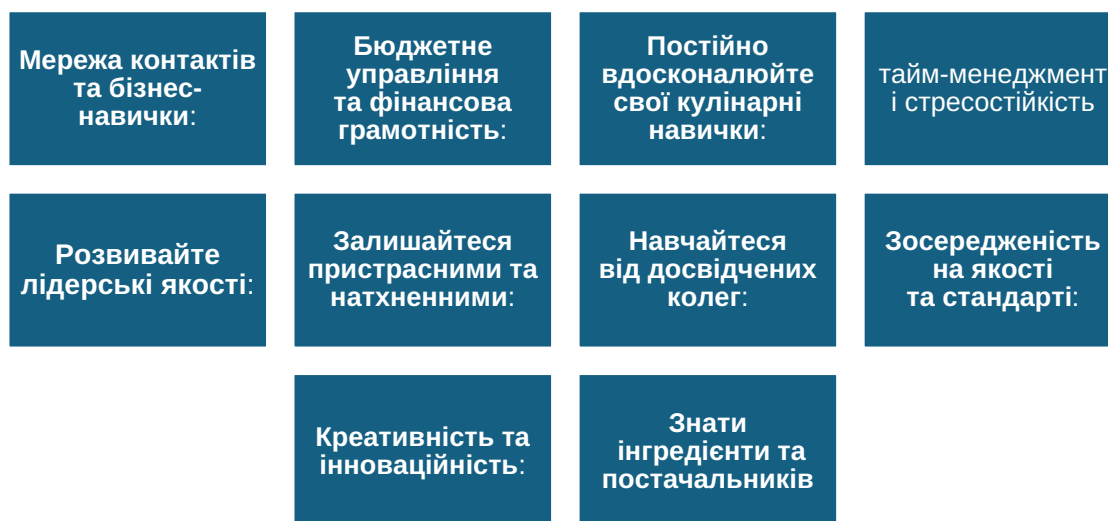 Мережа контактів
та бізнес-
навички:
Бюджетне
управління
та фінансова
грамотність:
Постійно
вдосконалюйте
свої кулінарні
навички:
тайм-менеджмент
і стресостійкість
Розвивайте
лідерські якості:
Залишайтеся
пристрасними та
натхненними:
Навчайтеся
від досвідчених
колег:
Зосередженість
на якості
та стандарті:
Креативність та
інноваційність:
Знати
інгредієнти та
постачальників